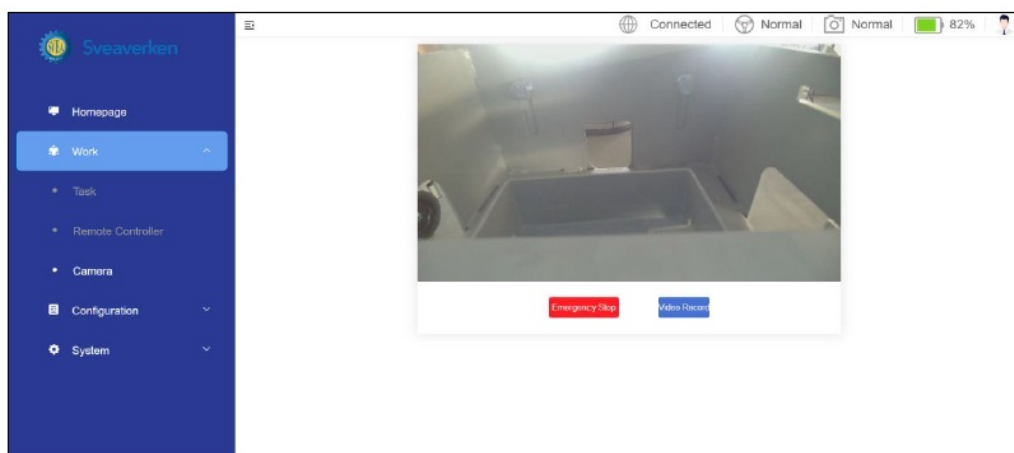 Sveaverken
Connected
Normal
Normal
82%
Homepage
Work
Task
Remote Controller
Camera
Configuration
System
Emergency Stop
Video Record